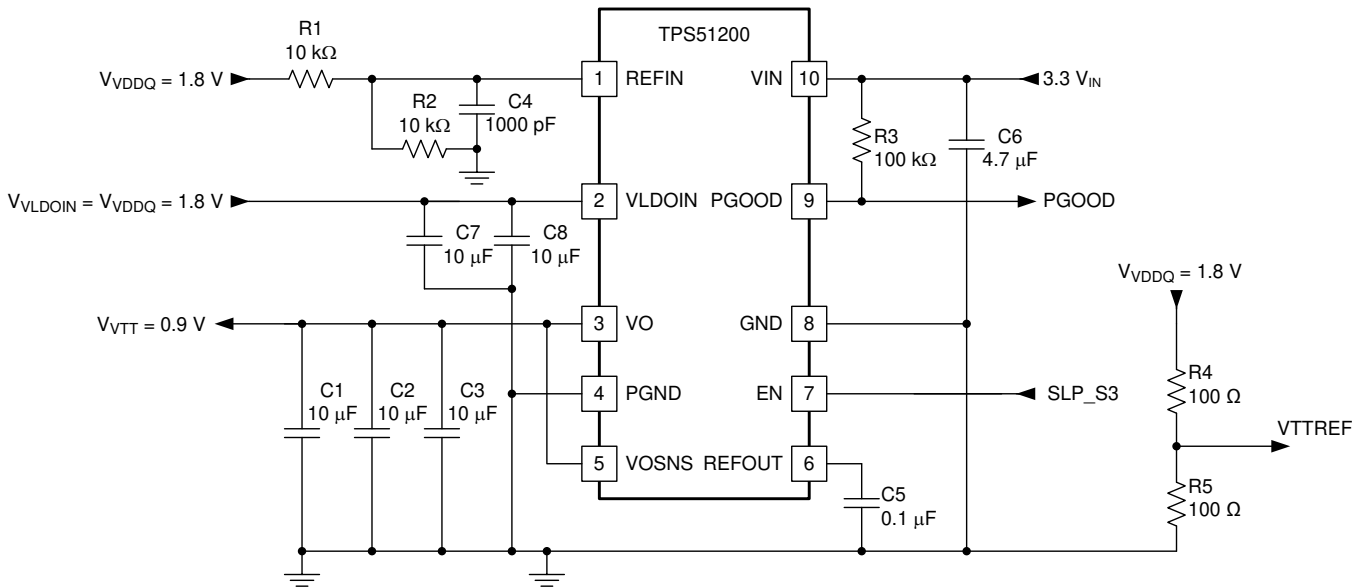 TPS51200
R1
10 kΩ
V_VDDQ = 1.8 V
1
REFIN
VIN
10
3.3 V_IN
R2
10 kΩ
C4
1000 pF
R3
100 kΩ
C6
4.7 μF
V_VLDOIN = V_VDDQ = 1.8 V
2
VLDOIN
PGOOD
9
PGOOD
C7
10 μF
C8
10 μF
V_VDDQ = 1.8 V
V_VTT = 0.9 V
3
VO
GND
8
C1
10 μF
C2
10 μF
C3
10 μF
4
PGND
EN
7
SLP_S3
R4
100 Ω
VTTREF
5
VOSNS
REFOUT
6
C5
0.1 μF
R5
100 Ω